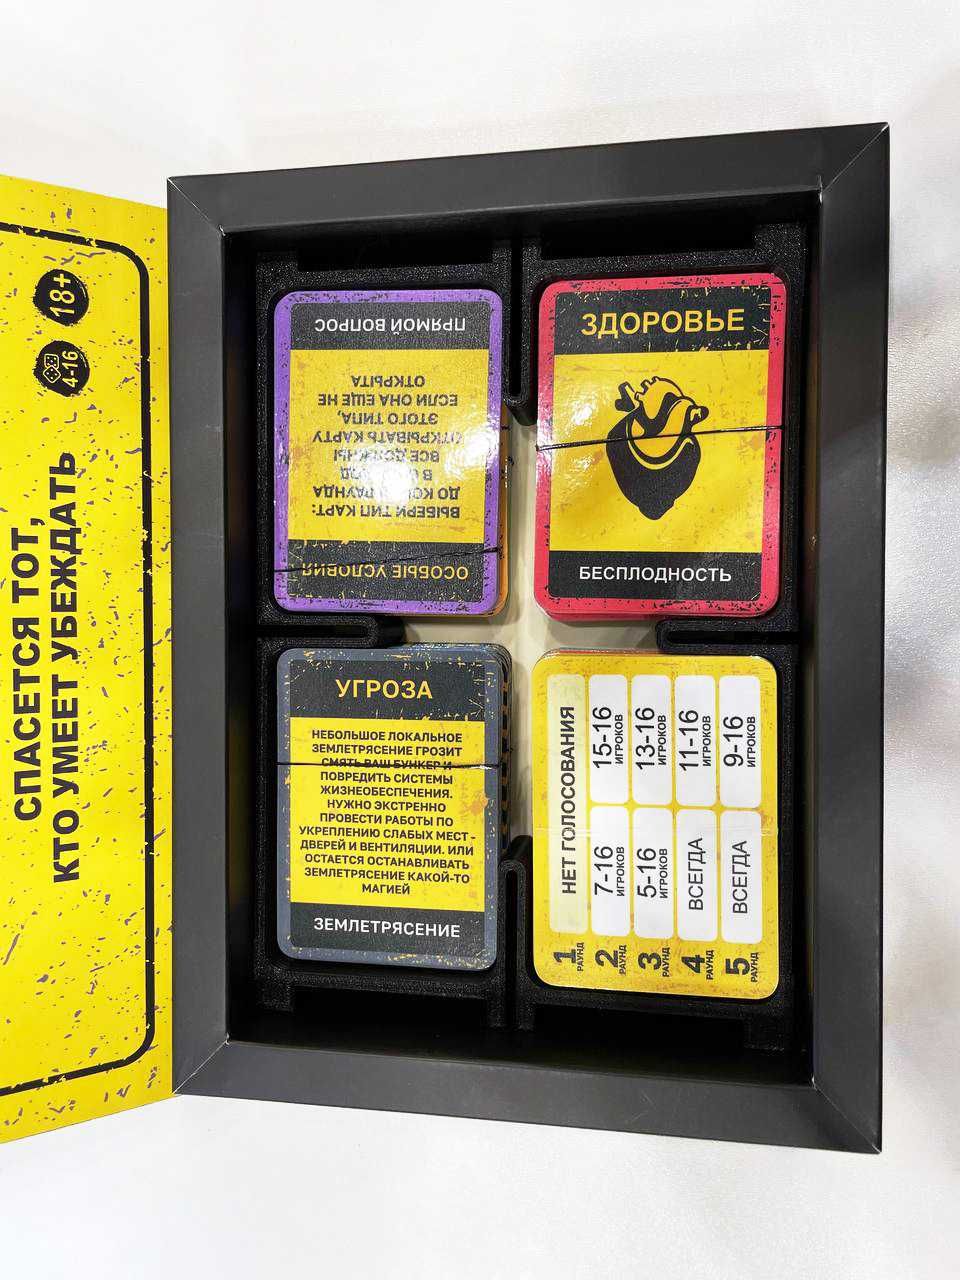 СПАСЕТСЯ ТОТ,
КТО УМЕЕТ УБЕЖДАТЬ
4-16
18+
ПРЯМОЙ ВОПРОС
ВЫБЕРИ ТИП КАРТ:
ДО РАУНДА
В
ВСЕ ДОЛЖНЫ
ОТКРЫВАТЬ КАРТУ
ЭТОГО ТИПА,
ЕСЛИ ОНА ЕЩЕ НЕ
ОТКРЫТА
ОСОБЫЕ УСЛОВИЯ
ЗДОРОВЬЕ
БЕСПЛОДНОСТЬ
УГРОЗА
НЕБОЛЬШОЕ ЛОКАЛЬНОЕ
ЗЕМЛЕТРЯСЕНИЕ ГРОЗИТ
СМЯТЬ ВАШ БУНКЕР И
ПОВРЕДИТЬ СИСТЕМЫ
ЖИЗНЕОБЕСПЕЧЕНИЯ.
НУЖНО ЭКСТРЕННО
ПРОВЕСТИ РАБОТЫ ПО
УКРЕПЛЕНИЮ СЛАБЫХ МЕСТ -
ДВЕРЕЙ И ВЕНТИЛЯЦИИ. ИЛИ
ОСТАЕТСЯ ОСТАНАВЛИВАТЬ
ЗЕМЛЕТРЯСЕНИЕ КАКОЙ-ТО
МАГИЕЙ
ЗЕМЛЕТРЯСЕНИЕ
1 РАУНД НЕТ ГОЛОСОВАНИЯ
2 РАУНД 7-16 ИГРОКОВ 15-16 ИГРОКОВ
3 РАУНД 5-16 ИГРОКОВ 13-16 ИГРОКОВ
4 РАУНД ВСЕГДА 11-16 ИГРОКОВ
5 РАУНД ВСЕГДА 9-16 ИГРОКОВ